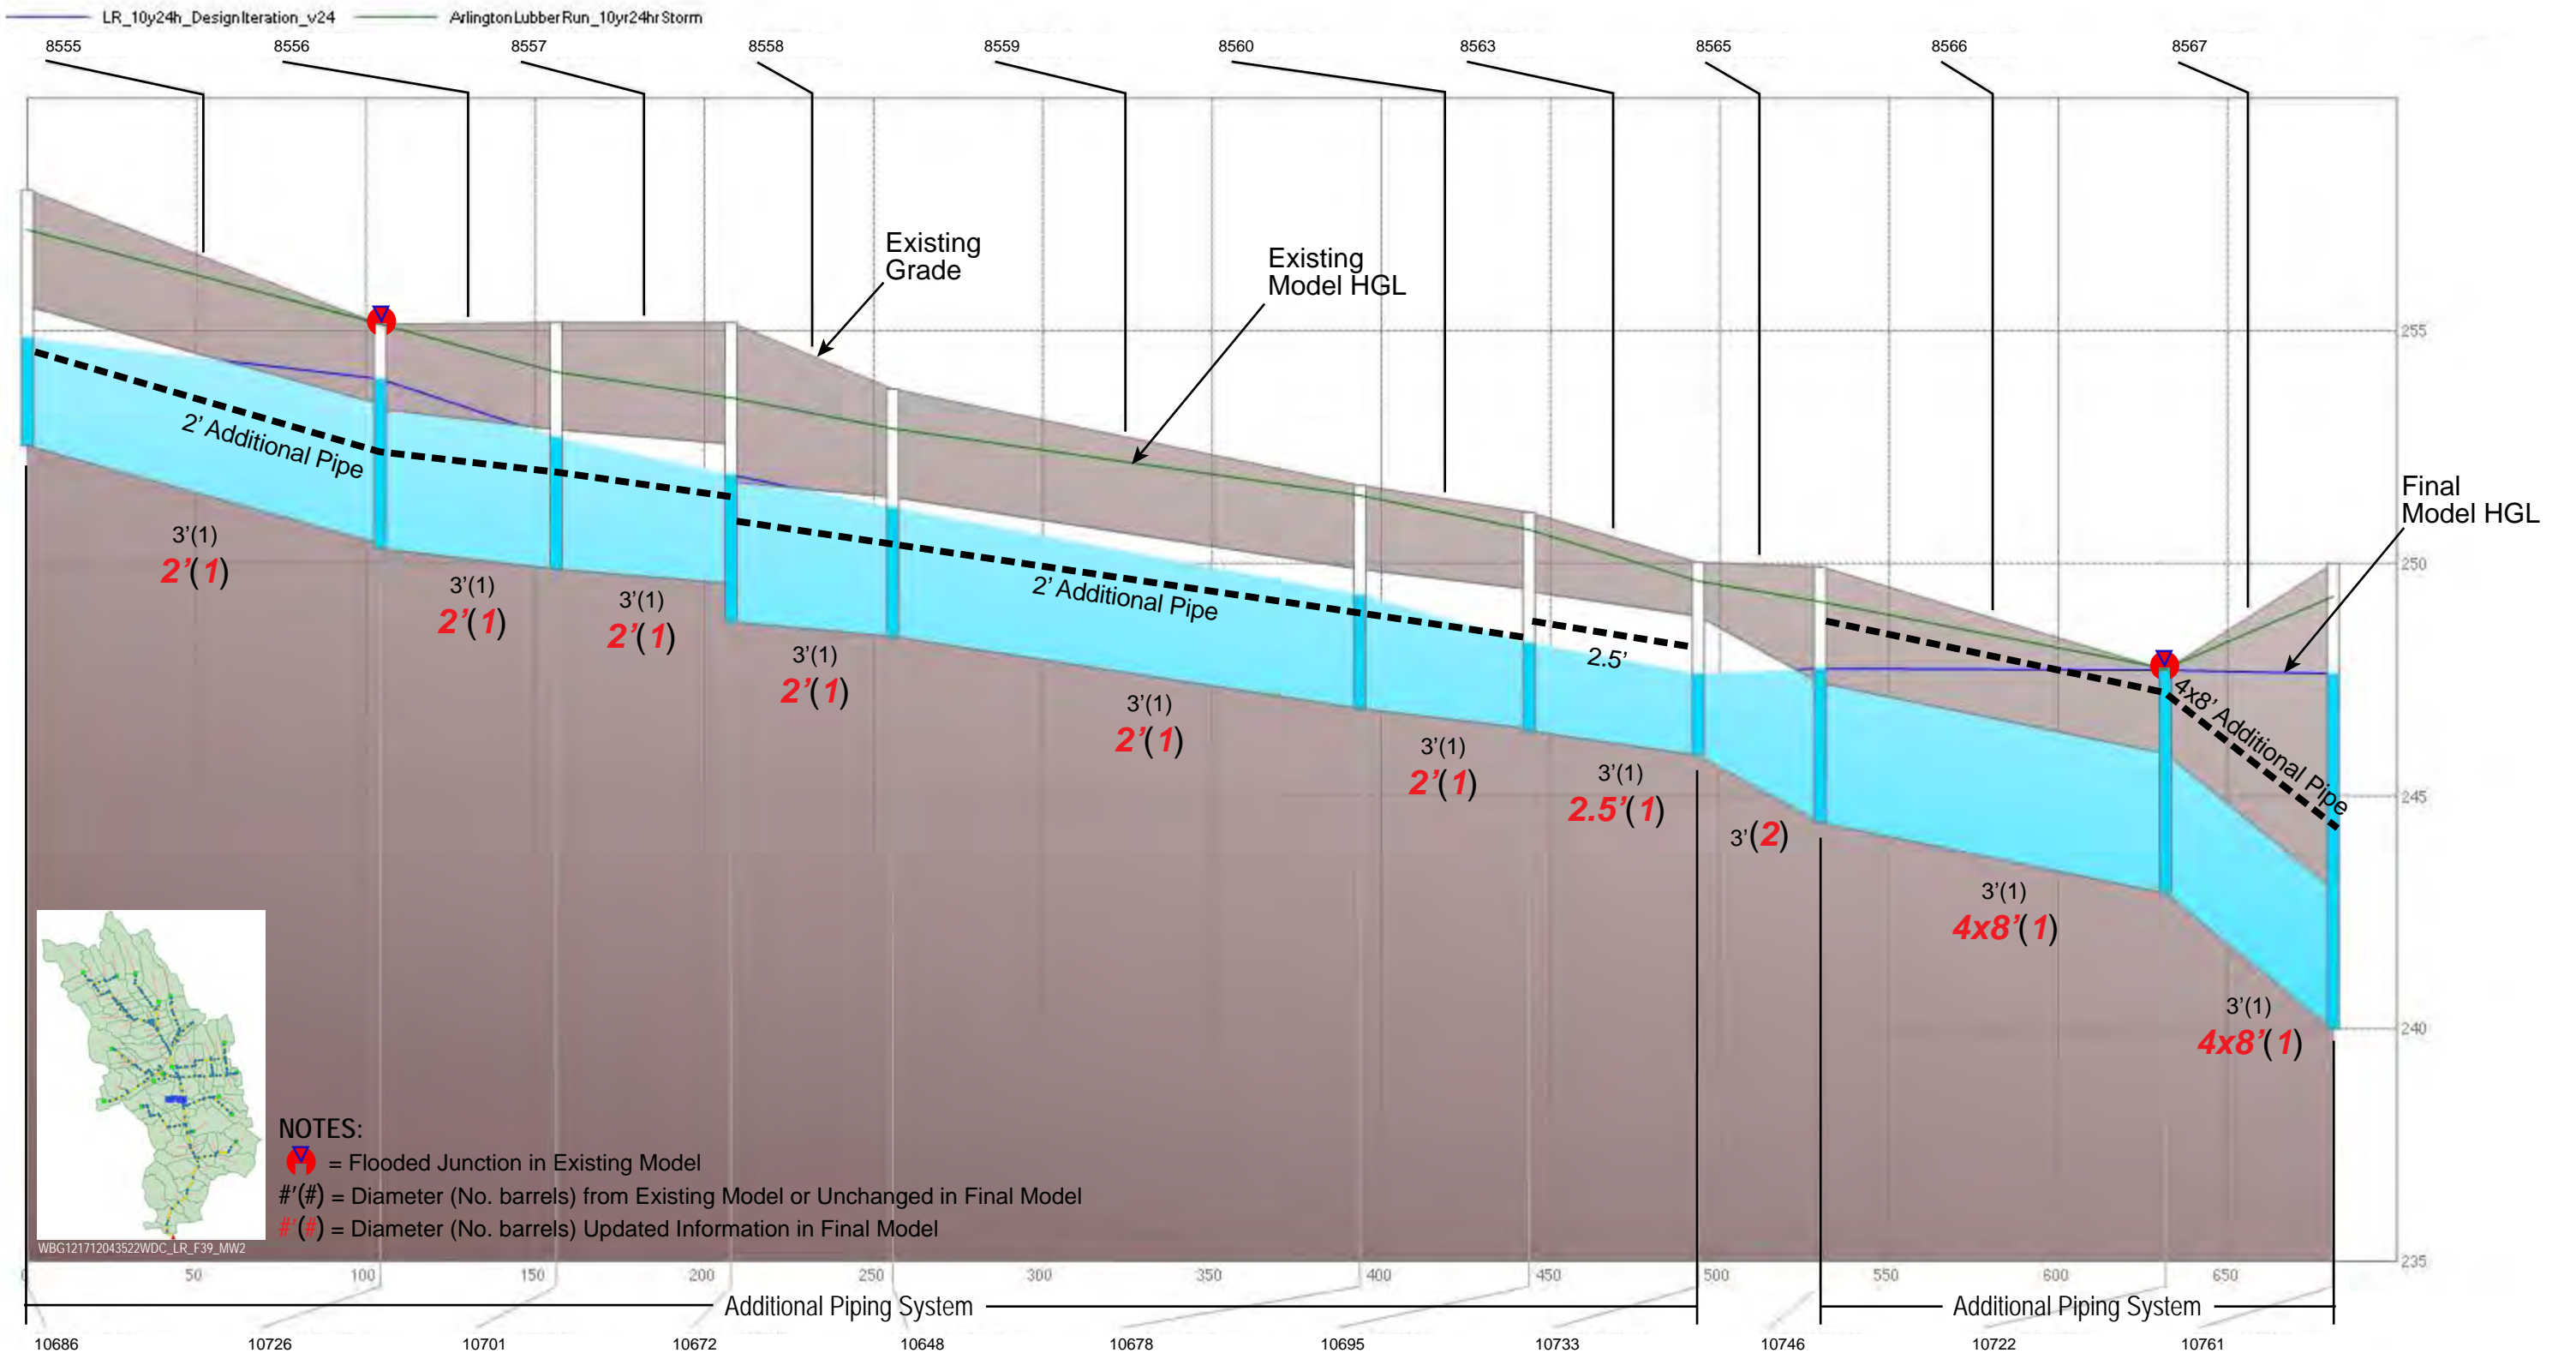 LR_10y24h_DesignIteration_v24
ArlingtonLubberRun_10yr24hrStorm
8555
8556
8557
8558
8559
8560
8563
8565
8566
8567
Existing
Grade
Existing
Model HGL
255
2’ Additional Pipe
Final
Model HGL
250
2’ Additional Pipe
2.5’
4x8’ Additional Pipe
245
3’(1)
2’(1)
3’(1)
2’(1)
3’(1)
2’(1)
3’(1)
2’(1)
3’(1)
2’(1)
3’(1)
2’(1)
3’(1)
2.5’(1)
3’(2)
3’(1)
4x8’(1)
3’(1)
4x8’(1)
240
NOTES:
= Flooded Junction in Existing Model
#’(#) = Diameter (No. barrels) from Existing Model or Unchanged in Final Model
#’(#) = Diameter (No. barrels) Updated Information in Final Model
WBG121712043522WDC_LR_F39_MW2
235
0 50 100 150 200 250 300 350 400 450 500 550 600 650
Additional Piping System
Additional Piping System
10686 10726 10701 10672 10648 10678 10695 10733 10746 10722 10761